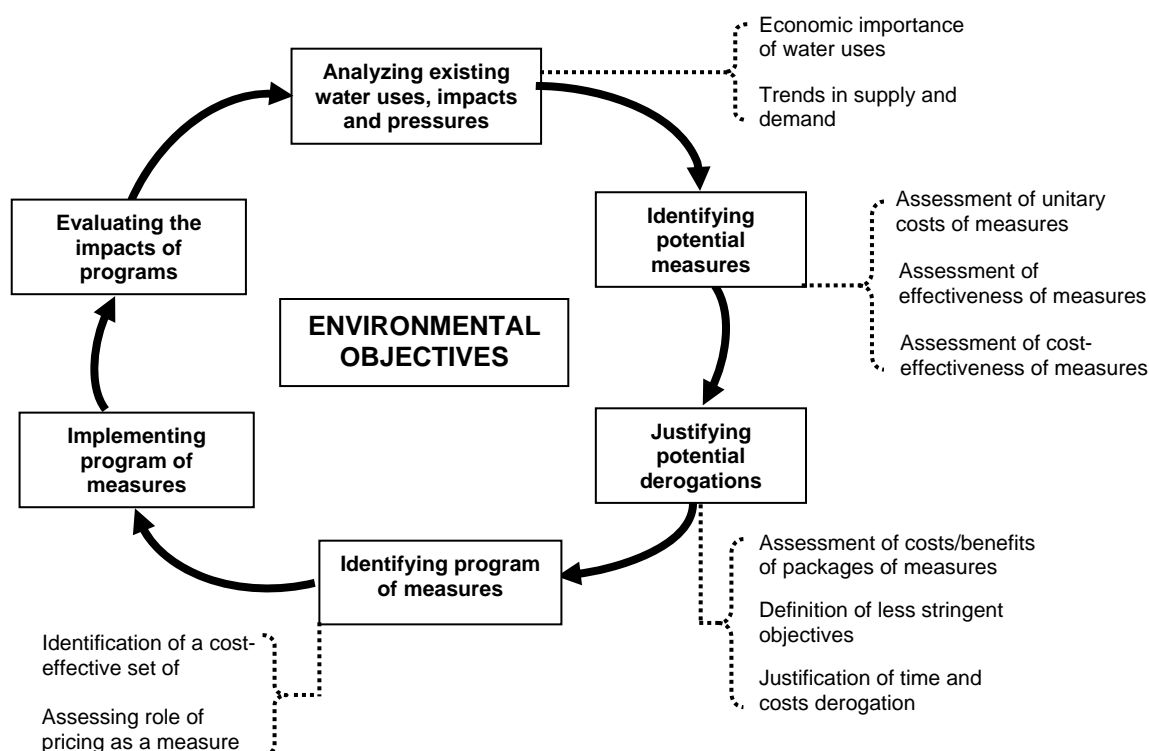 Economic importance
of water uses
Trends in supply and
demand
Analyzing existing
water uses, impacts
and pressures
Identifying
potential
measures
Assessment of unitary
costs of measures
Assessment of
effectiveness of measures
Assessment of cost-
effectiveness of measures
Evaluating the
impacts of
programs
ENVIRONMENTAL
OBJECTIVES
Justifying
potential
derogations
Assessment of costs/benefits
of packages of measures
Definition of less stringent
objectives
Justification of time and
costs derogation
Implementing
program of
measures
Identifying program
of measures
Identification of a cost-
effective set of
Assessing role of
pricing as a measure